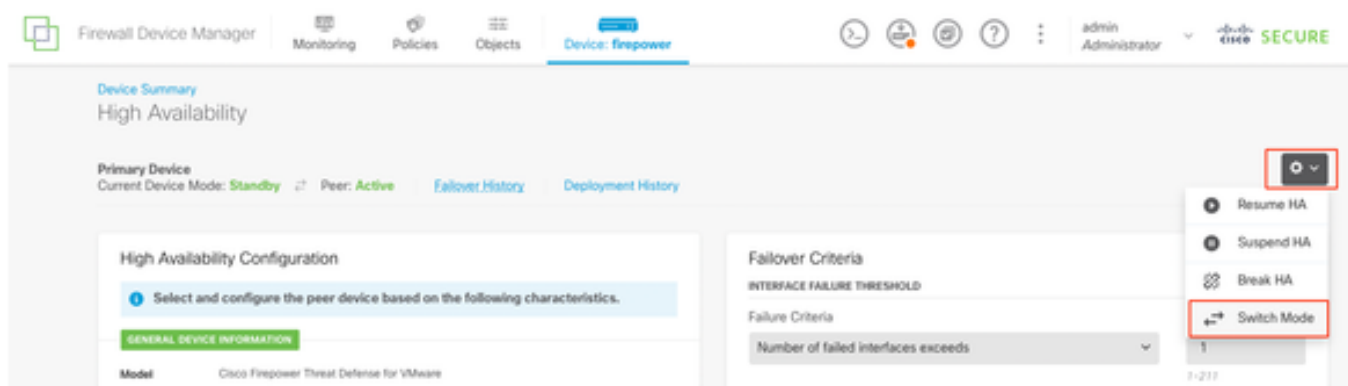 Firewall Device Manager
Monitoring
Policies
Objects
Device: firepower
admin
Administrator
cisco SECURE
Device Summary
High Availability
Primary Device
Current Device Mode: Standby Peer: Active Failover History Deployment History
Resume HA
Suspend HA
Break HA
Switch Mode
High Availability Configuration
Select and configure the peer device based on the following characteristics.
GENERAL DEVICE INFORMATION
Model Cisco Firepower Threat Defense for VMware
Failover Criteria
INTERFACE FAILURE THRESHOLD
Failure Criteria
Number of failed interfaces exceeds
1
1-211